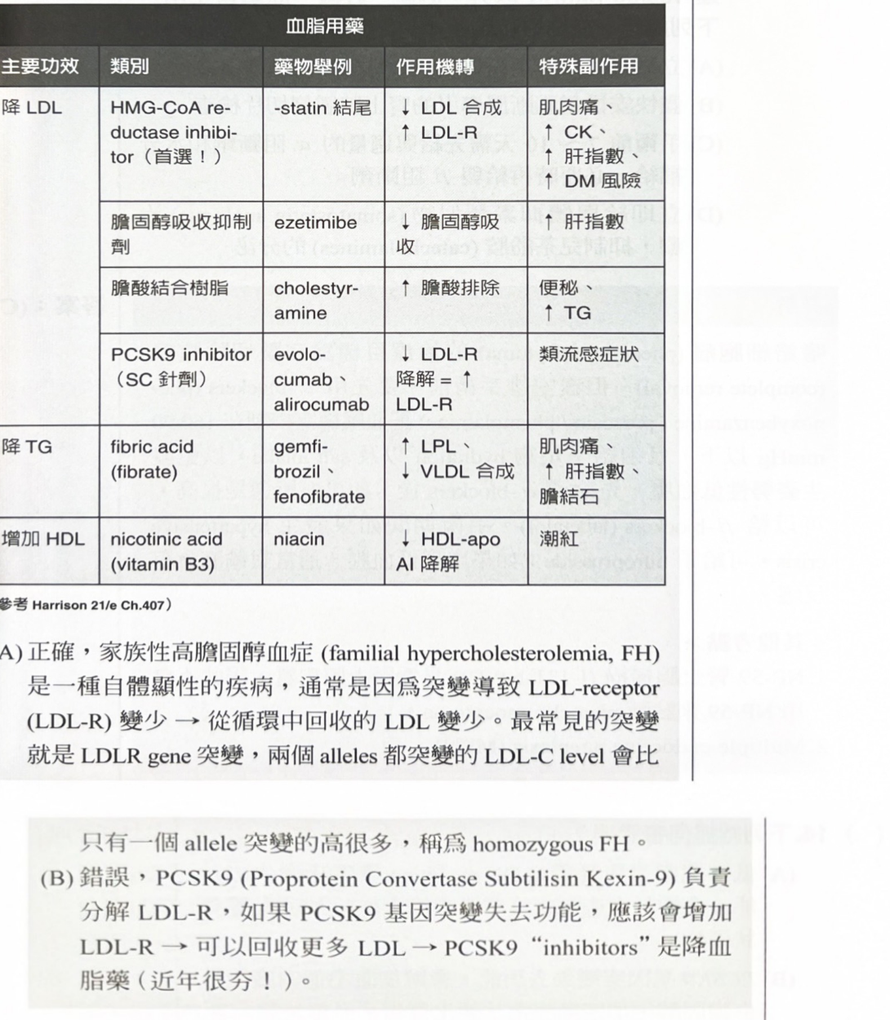 血脂用藥
主要功效 類別 藥物舉例 作用機轉 特殊副作用
降 LDL HMG-CoA re- -statin 結尾 ↓ LDL 合成 肌肉痛、
ductase inhibi- ↑ LDL-R ↑ CK、
tor（首選！） ↑ 肝指數、
↑ DM 風險
膽固醇吸收抑制 ezetimibe ↓ 膽固醇吸 ↑ 肝指數
劑 收
膽酸結合樹脂 cholestyr- ↑ 膽酸排除 便秘、
amine ↑ TG
PCSK9 inhibitor evolo- ↓ LDL-R 類流感症狀
（SC 針劑） cumab、 降解 = ↑
alirocumab LDL-R
降 TG fibric acid gemfi- ↑ LPL、 肌肉痛、
(fibrate) brozil、 ↓ VLDL 合成 ↑ 肝指數、
fenofibrate 膽結石
增加 HDL nicotinic acid niacin ↓ HDL-apo 潮紅
(vitamin B3) AI 降解
參考 Harrison 21/e Ch.407）
A) 正確，家族性高膽固醇血症 (familial hypercholesterolemia, FH)
是一種自體顯性的疾病，通常是因為突變導致 LDL-receptor
(LDL-R) 變少 → 從循環中回收的 LDL 變少。最常見的突變
就是 LDLR gene 突變，兩個 alleles 都突變的 LDL-C level 會比
只有一個 allele 突變的高很多，稱為 homozygous FH。
(B) 錯誤，PCSK9 (Proprotein Convertase Subtilisin Kexin-9) 負責
分解 LDL-R，如果 PCSK9 基因突變失去功能，應該會增加
LDL-R → 可以回收更多 LDL → PCSK9 “inhibitors” 是降血
脂藥（近年很夯！）。